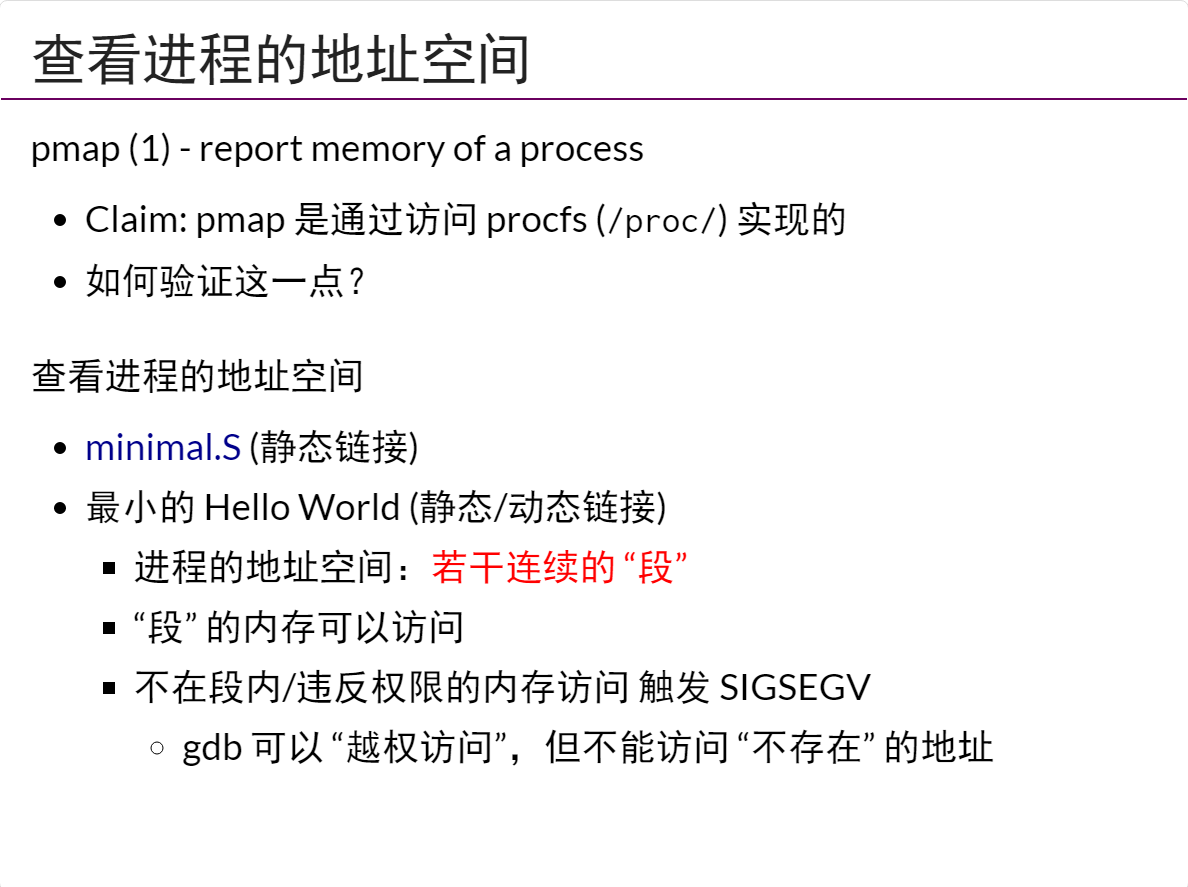 查看进程的地址空间
pmap (1) - report memory of a process
• Claim: pmap 是通过访问 procfs (/proc/) 实现的
• 如何验证这一点？
查看进程的地址空间
• minimal.S (静态链接)
• 最小的 Hello World (静态/动态链接)
▪ 进程的地址空间：若干连续的 “段”
▪ “段” 的内存可以访问
▪ 不在段内/违反权限的内存访问 触发 SIGSEGV
◦ gdb 可以 “越权访问”，但不能访问 “不存在” 的地址